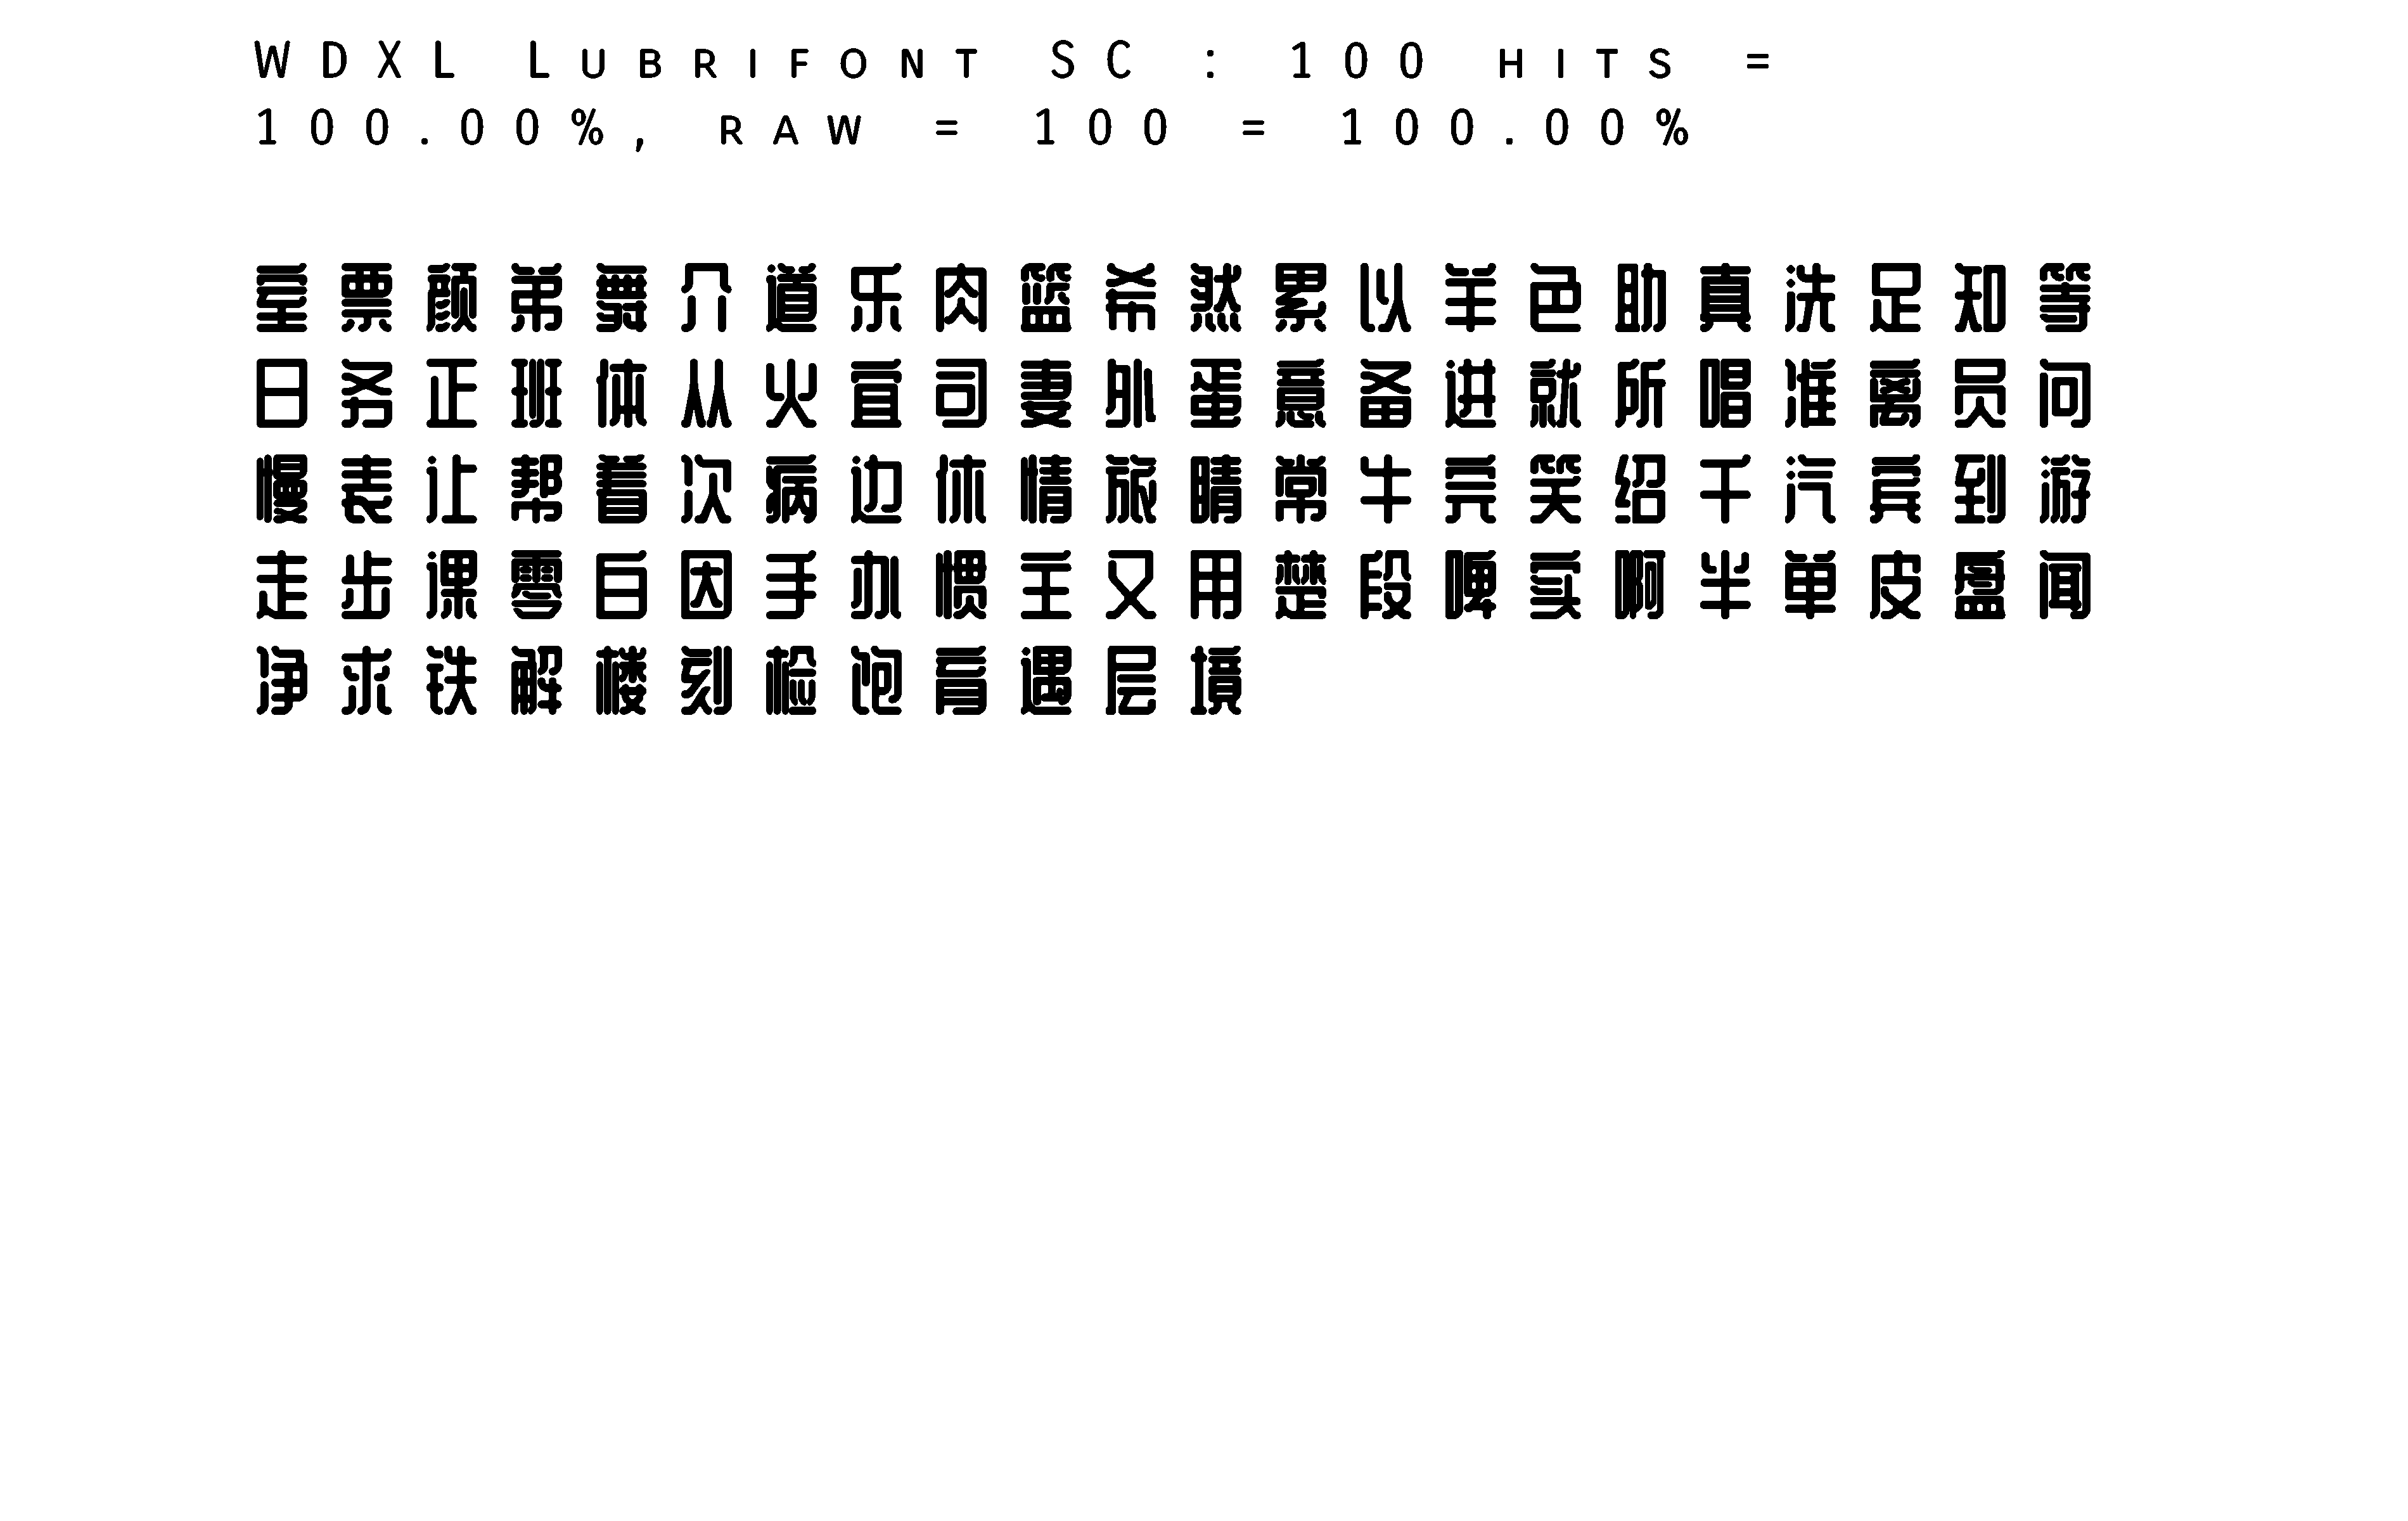 WDXL Lubrifont SC : 100 hits =
100.00%, raw = 100 = 100.00%
室票颜弟舞介道乐肉篮希然累以羊色助真洗足知等
日务正班体从火宜司妻外蛋意备进就所唱准离员问
慢表让帮着次病边休情旅睛常牛完笑绍千汽宾到游
走步课零白因手办惯主又用楚段啤实啊半单皮盈闻
净求铁解楼刻检饱育遇层境